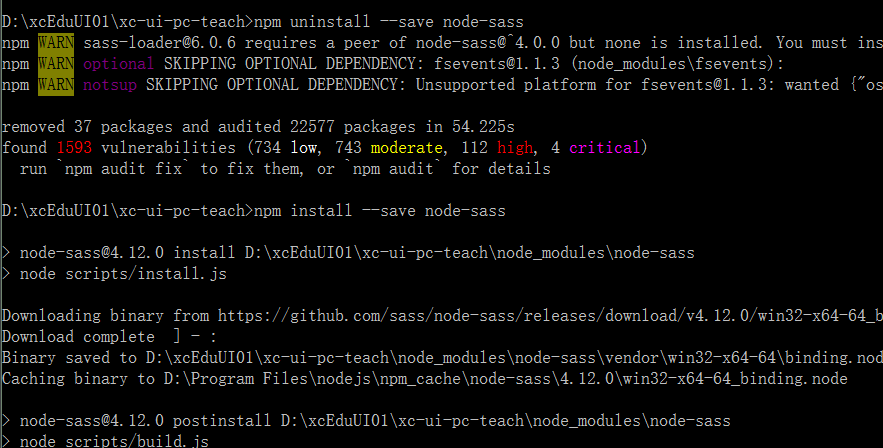 D:\xcEduUI01\xc-ui-pc-teach>npm uninstall --save node-sass
npm WARN sass-loader@6.0.6 requires a peer of node-sass@^4.0.0 but none is installed. You must ins
npm WARN optional SKIPPING OPTIONAL DEPENDENCY: fsevents@1.1.3 (node_modules\fsevents):
npm WARN notsup SKIPPING OPTIONAL DEPENDENCY: Unsupported platform for fsevents@1.1.3: wanted {"os
removed 37 packages and audited 22577 packages in 54.225s
found 1593 vulnerabilities (734 low, 743 moderate, 112 high, 4 critical)
run `npm audit fix` to fix them, or `npm audit` for details
D:\xcEduUI01\xc-ui-pc-teach>npm install --save node-sass
> node-sass@4.12.0 install D:\xcEduUI01\xc-ui-pc-teach\node_modules\node-sass
> node scripts/install.js
Downloading binary from https://github.com/sass/node-sass/releases/download/v4.12.0/win32-x64-64_b
Download complete ] - :
Binary saved to D:\xcEduUI01\xc-ui-pc-teach\node_modules\node-sass\vendor\win32-x64-64\binding.nod
Caching binary to D:\Program Files\nodejs\npm_cache\node-sass\4.12.0\win32-x64-64_binding.node
> node-sass@4.12.0 postinstall D:\xcEduUI01\xc-ui-pc-teach\node_modules\node-sass
> node scripts/build.js